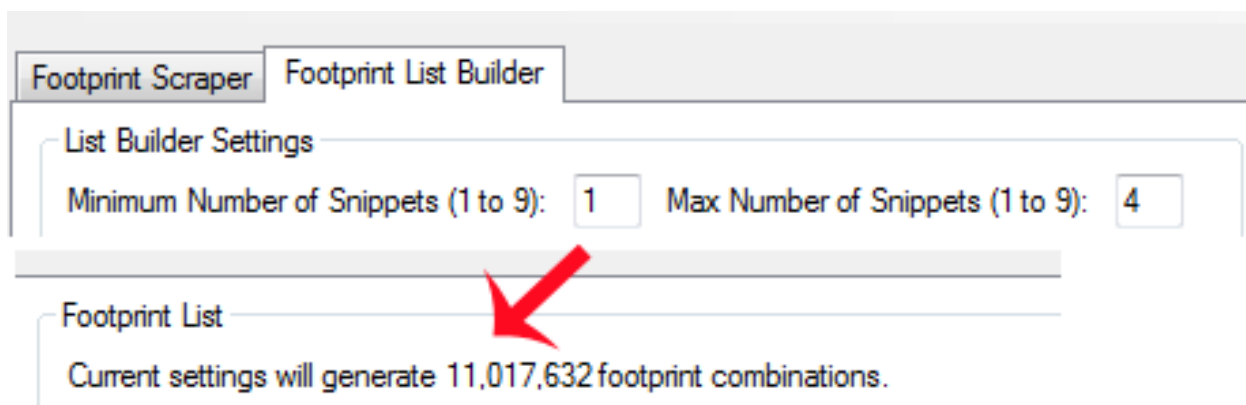 Footprint Scraper Footprint List Builder
List Builder Settings
Minimum Number of Snippets (1 to 9): 1 Max Number of Snippets (1 to 9): 4
Footprint List
Current settings will generate 11,017,632 footprint combinations.